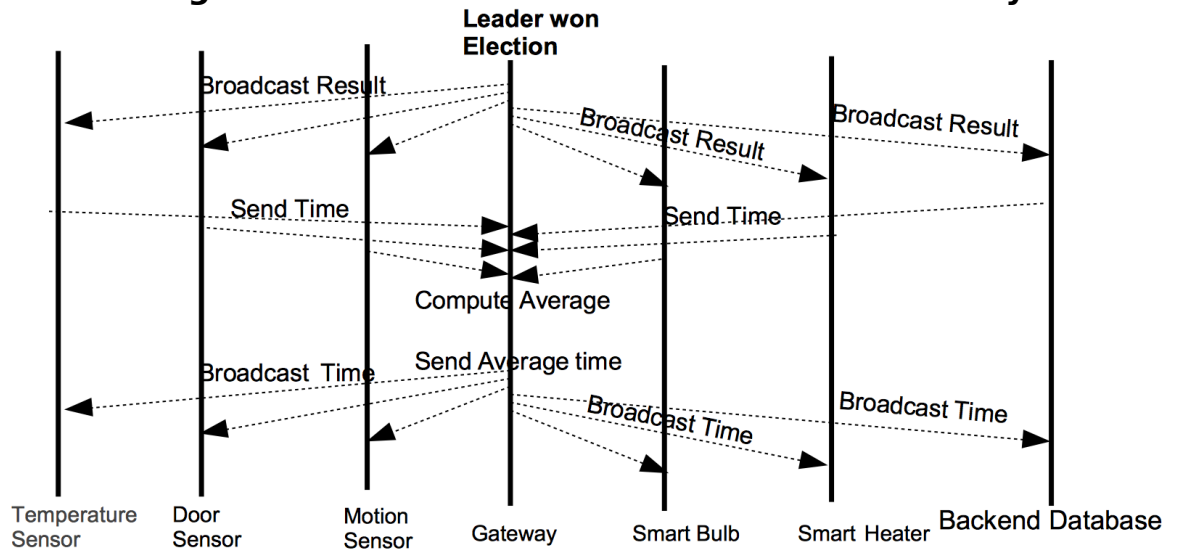 Leader won
Election
Broadcast Result
Broadcast Result
Broadcast Result
Send Time
Send Time
Compute Average
Send Average time
Broadcast Time
Broadcast Time
Broadcast Time
Temperature
Sensor
Door
Sensor
Motion
Sensor
Gateway
Smart Bulb
Smart Heater
Backend Database